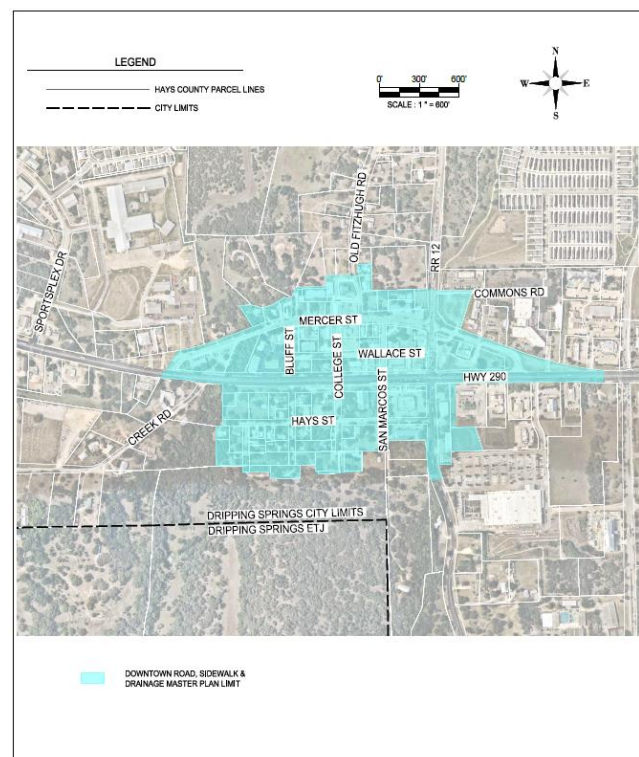 LEGEND
HAYS COUNTY PARCEL LINES
CITY LIMITS
0' 300' 600'
SCALE : 1 " = 600'
N
W E
S
SPORTSPLEX DR
OLD FITZHUGH RD
RR 12
COMMONS RD
MERCER ST
BLUFF ST
COLLEGE ST
WALLACE ST
SAN MARCOS ST
HWY 290
CREEK RD
HAYS ST
DRIPPING SPRINGS CITY LIMITS
DRIPPING SPRINGS ETJ
DOWNTOWN ROAD, SIDEWALK &
DRAINAGE MASTER PLAN LIMIT